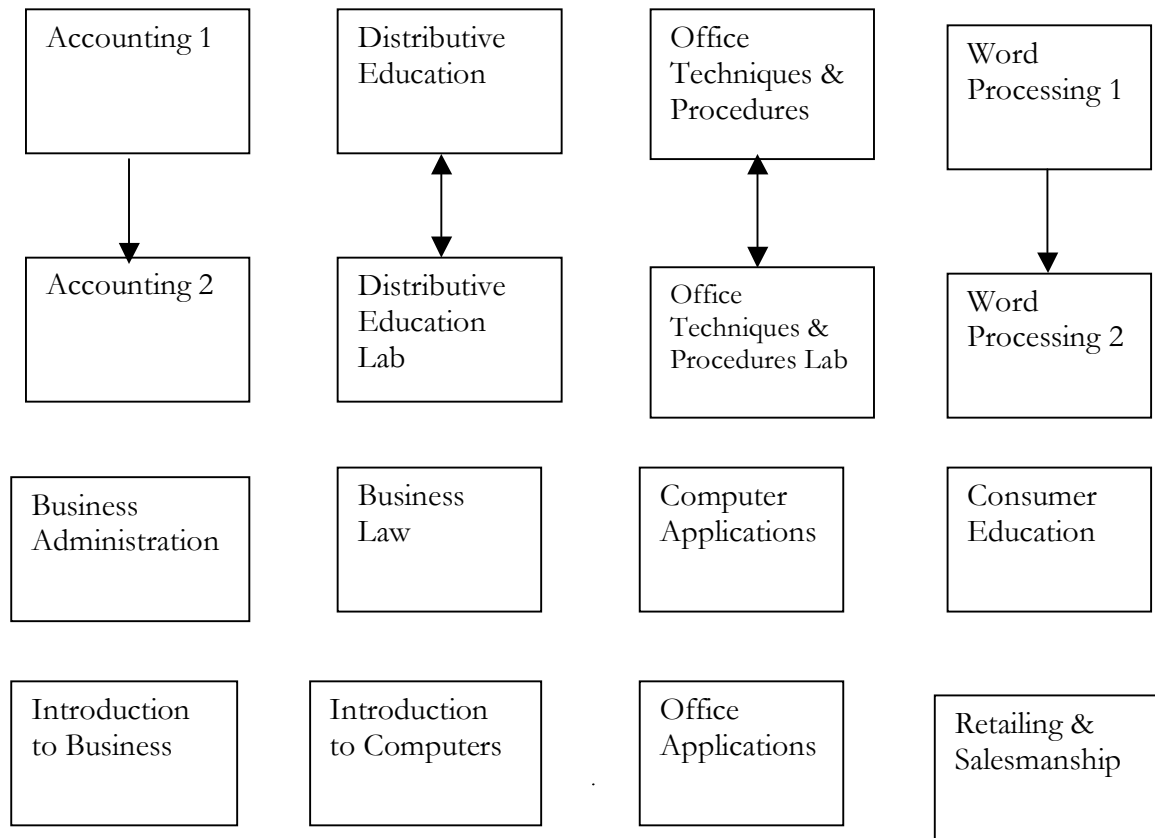 Accounting 1
Distributive
Education
Office
Techniques &
Procedures
Word
Processing 1
Accounting 2
Distributive
Education
Lab
Office
Techniques &
Procedures Lab
Word
Processing 2
Business
Administration
Business
Law
Computer
Applications
Consumer
Education
Introduction
to Business
Introduction
to Computers
Office
Applications
Retailing &
Salesmanship